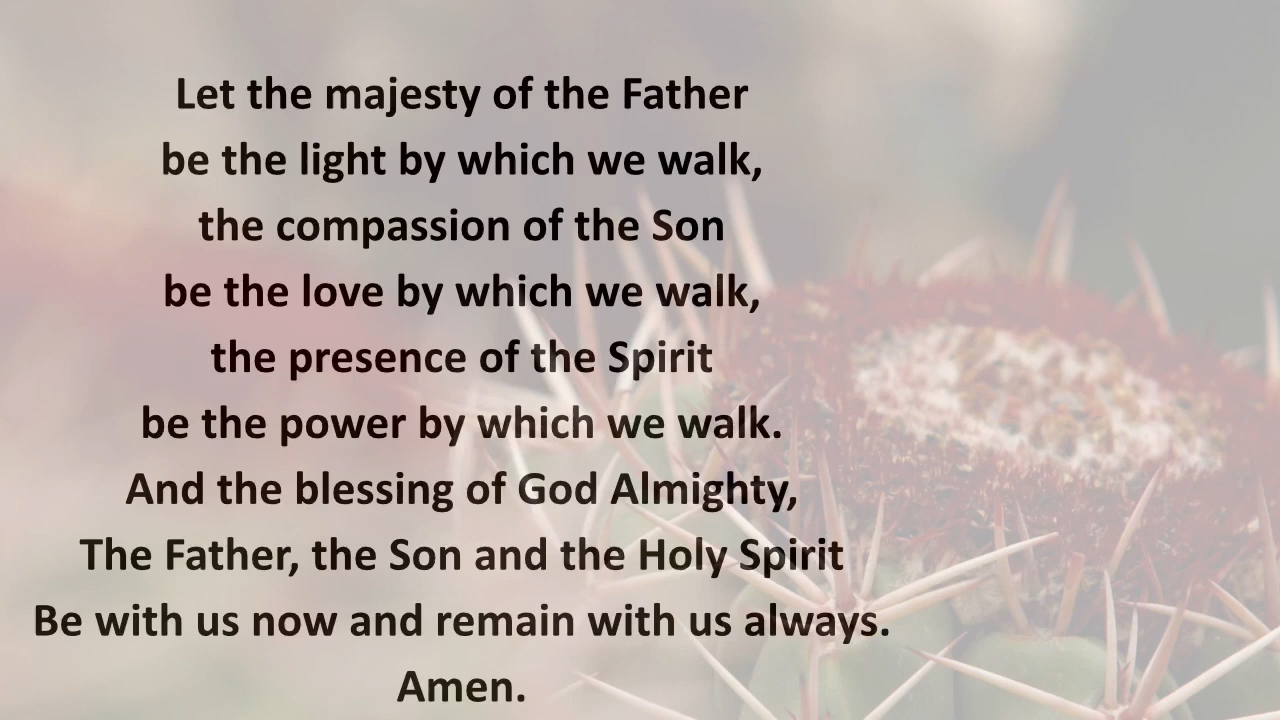 Let the majesty of the Father
be the light by which we walk,
the compassion of the Son
be the love by which we walk,
the presence of the Spirit
be the power by which we walk.
And the blessing of God Almighty,
The Father, the Son and the Holy Spirit
Be with us now and remain with us always.
Amen.